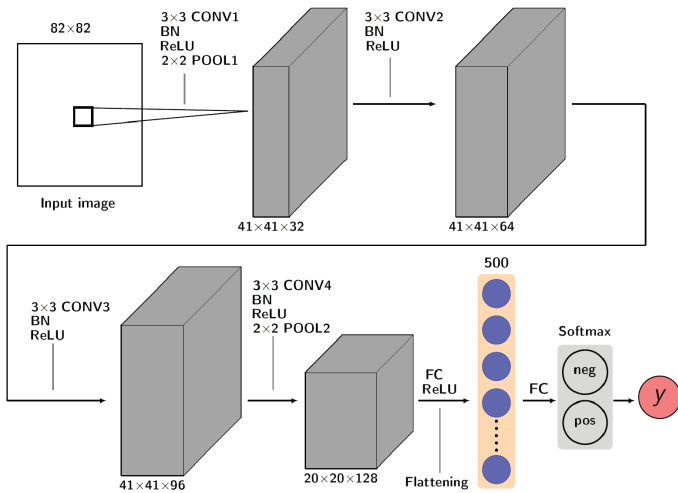 82×82
3×3 CONV1
BN
ReLU
2×2 POOL1
Input image
41×41×32
3×3 CONV2
BN
ReLU
41×41×64
3×3 CONV3
BN
ReLU
41×41×96
3×3 CONV4
BN
ReLU
2×2 POOL2
20×20×128
FC
ReLU
Flattening
500
FC
Softmax
neg
pos
y